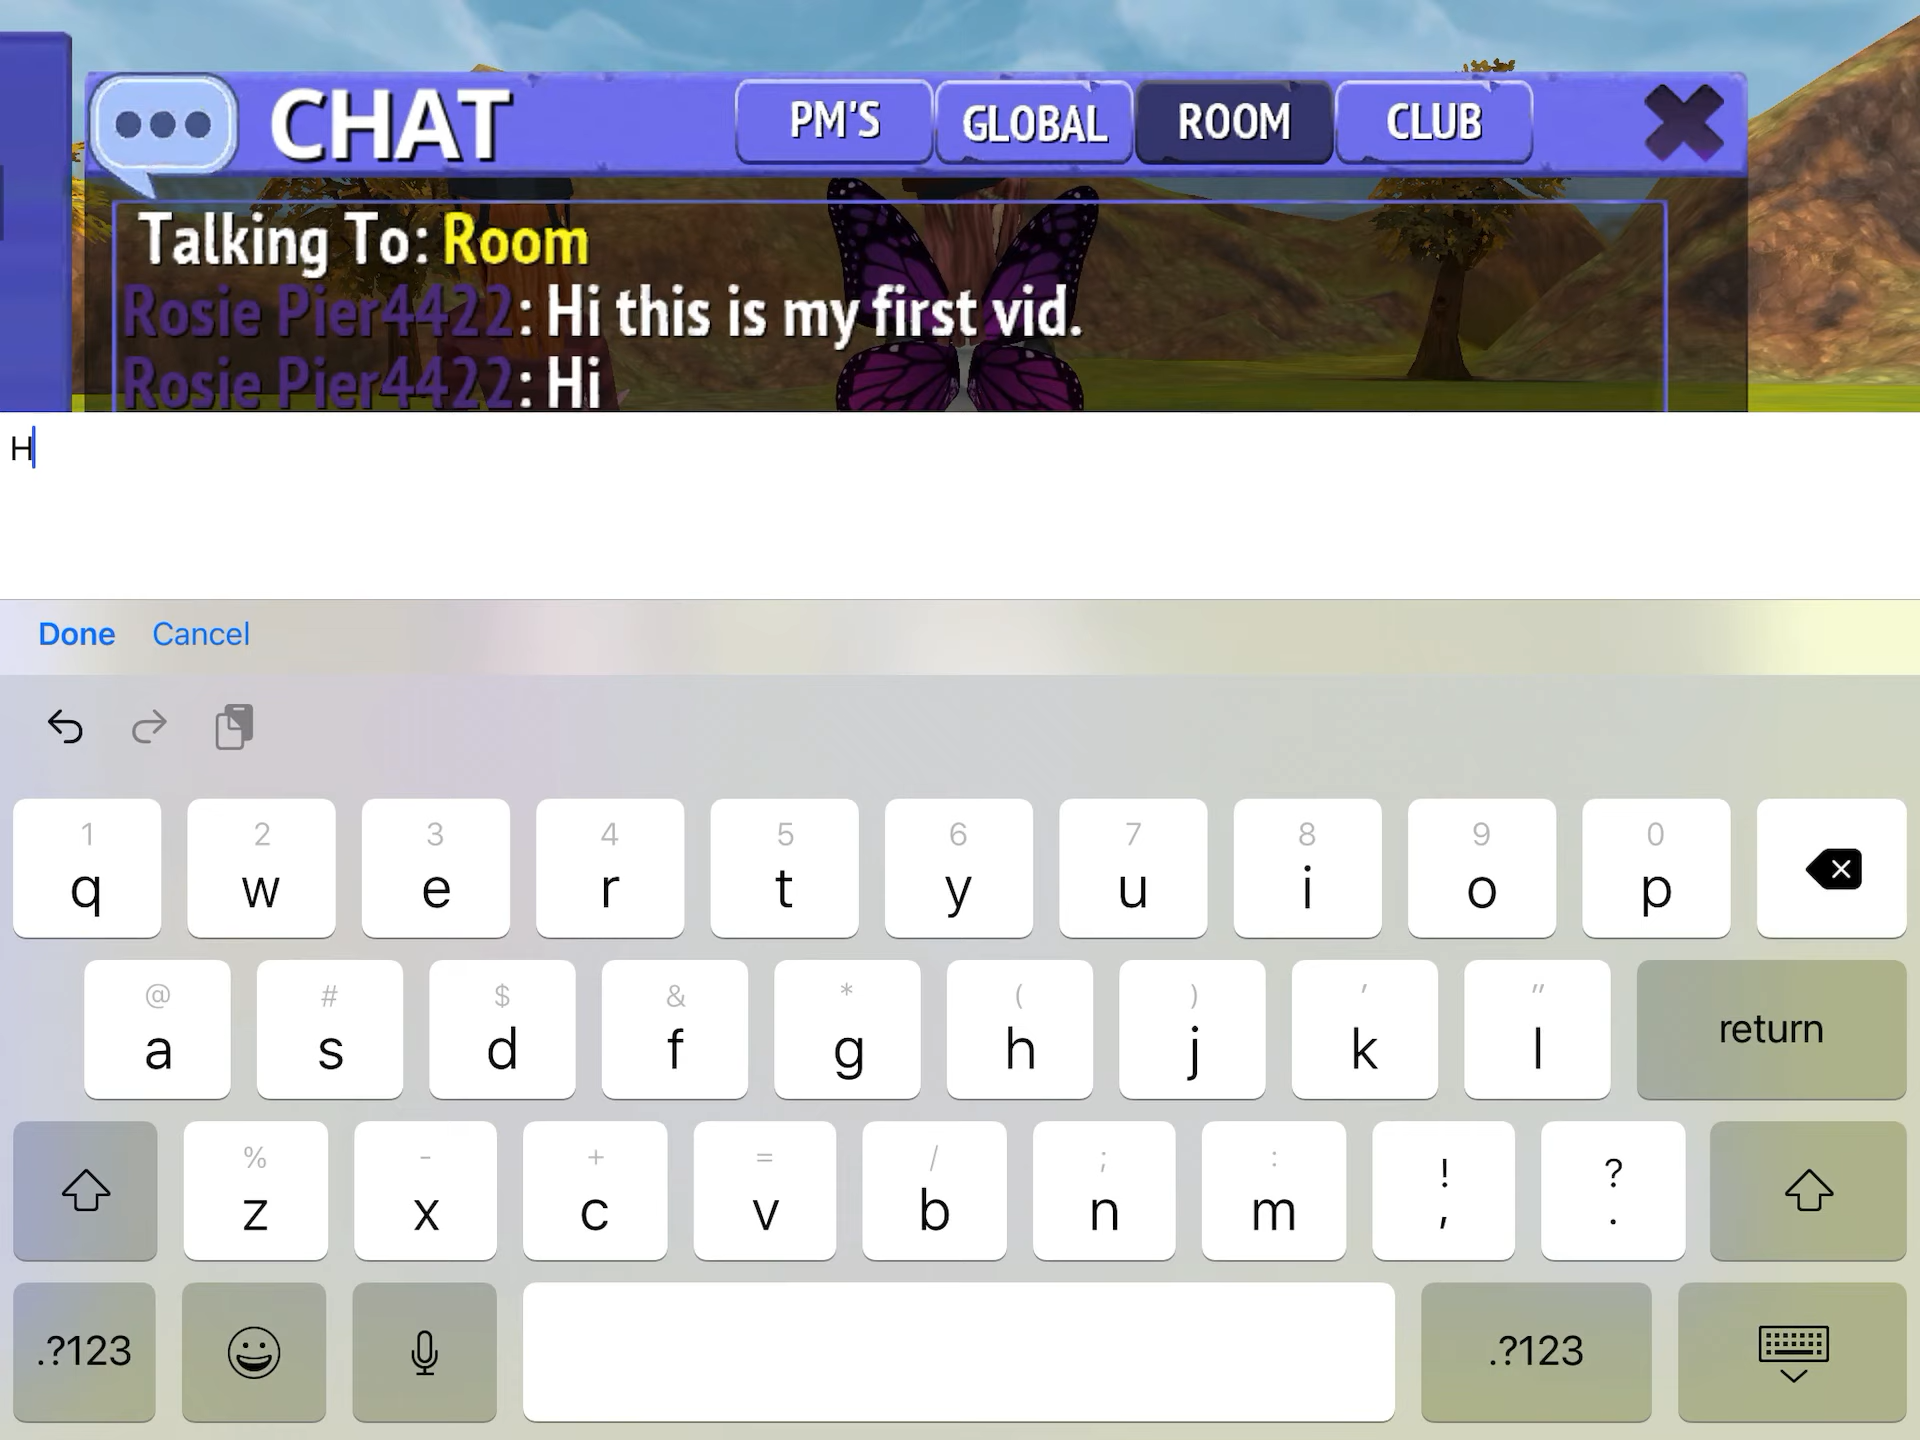 CHAT PM'S GLOBAL ROOM CLUB
Talking To: Room
Rosie Pier4422: Hi this is my first vid.
Rosie Pier4422: Hi
H
Done Cancel
1 2 3 4 5 6 7 8 9 0
q w e r t y u i o p
@ # $ & * ( ) ' "
a s d f g h j k l return
% - + = / ; : ! ?
z x c v b n m , .
.?123 .?123